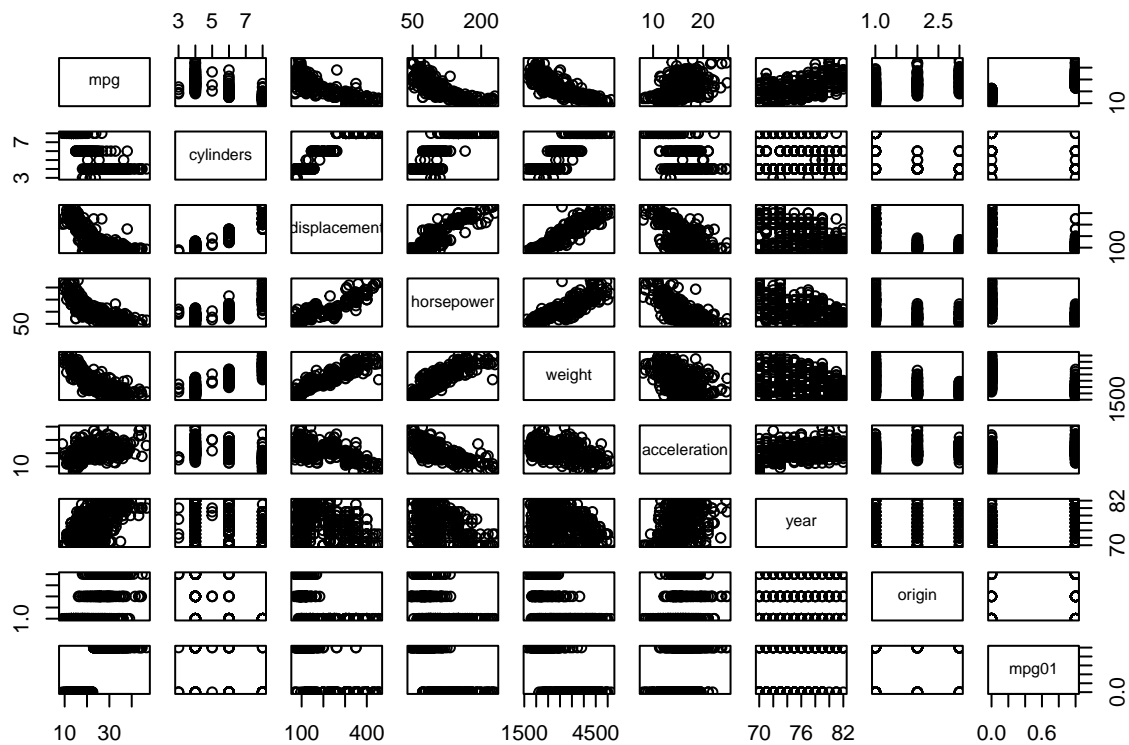 3 5 7 50 200 10 20 1.0 2.5
mpg 10
7 cylinders
3
displacement 100
horsepower
50
weight 1500
10 acceleration
year 82
70
1.0 origin
mpg01 0.0
10 30 100 400 1500 4500 70 76 82 0.0 0.6